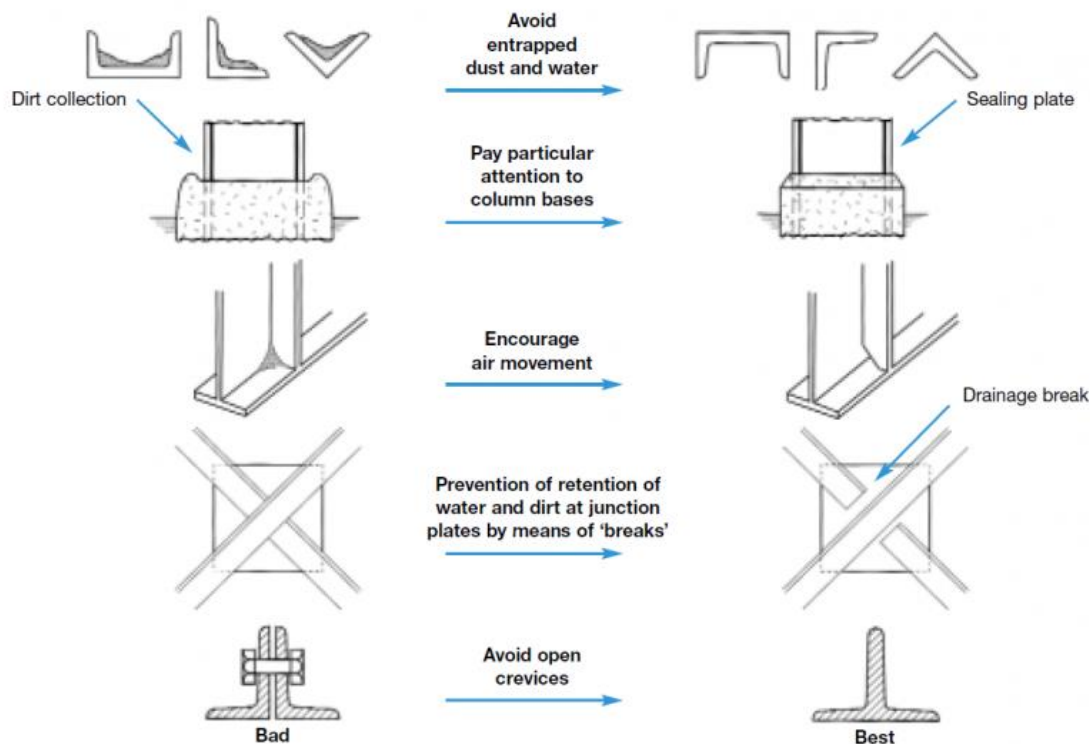 Avoid
entrapped
dust and water
Dirt collection
Sealing plate
Pay particular
attention to
column bases
Encourage
air movement
Drainage break
Prevention of retention of
water and dirt at junction
plates by means of ‘breaks’
Avoid open
crevices
Bad
Best